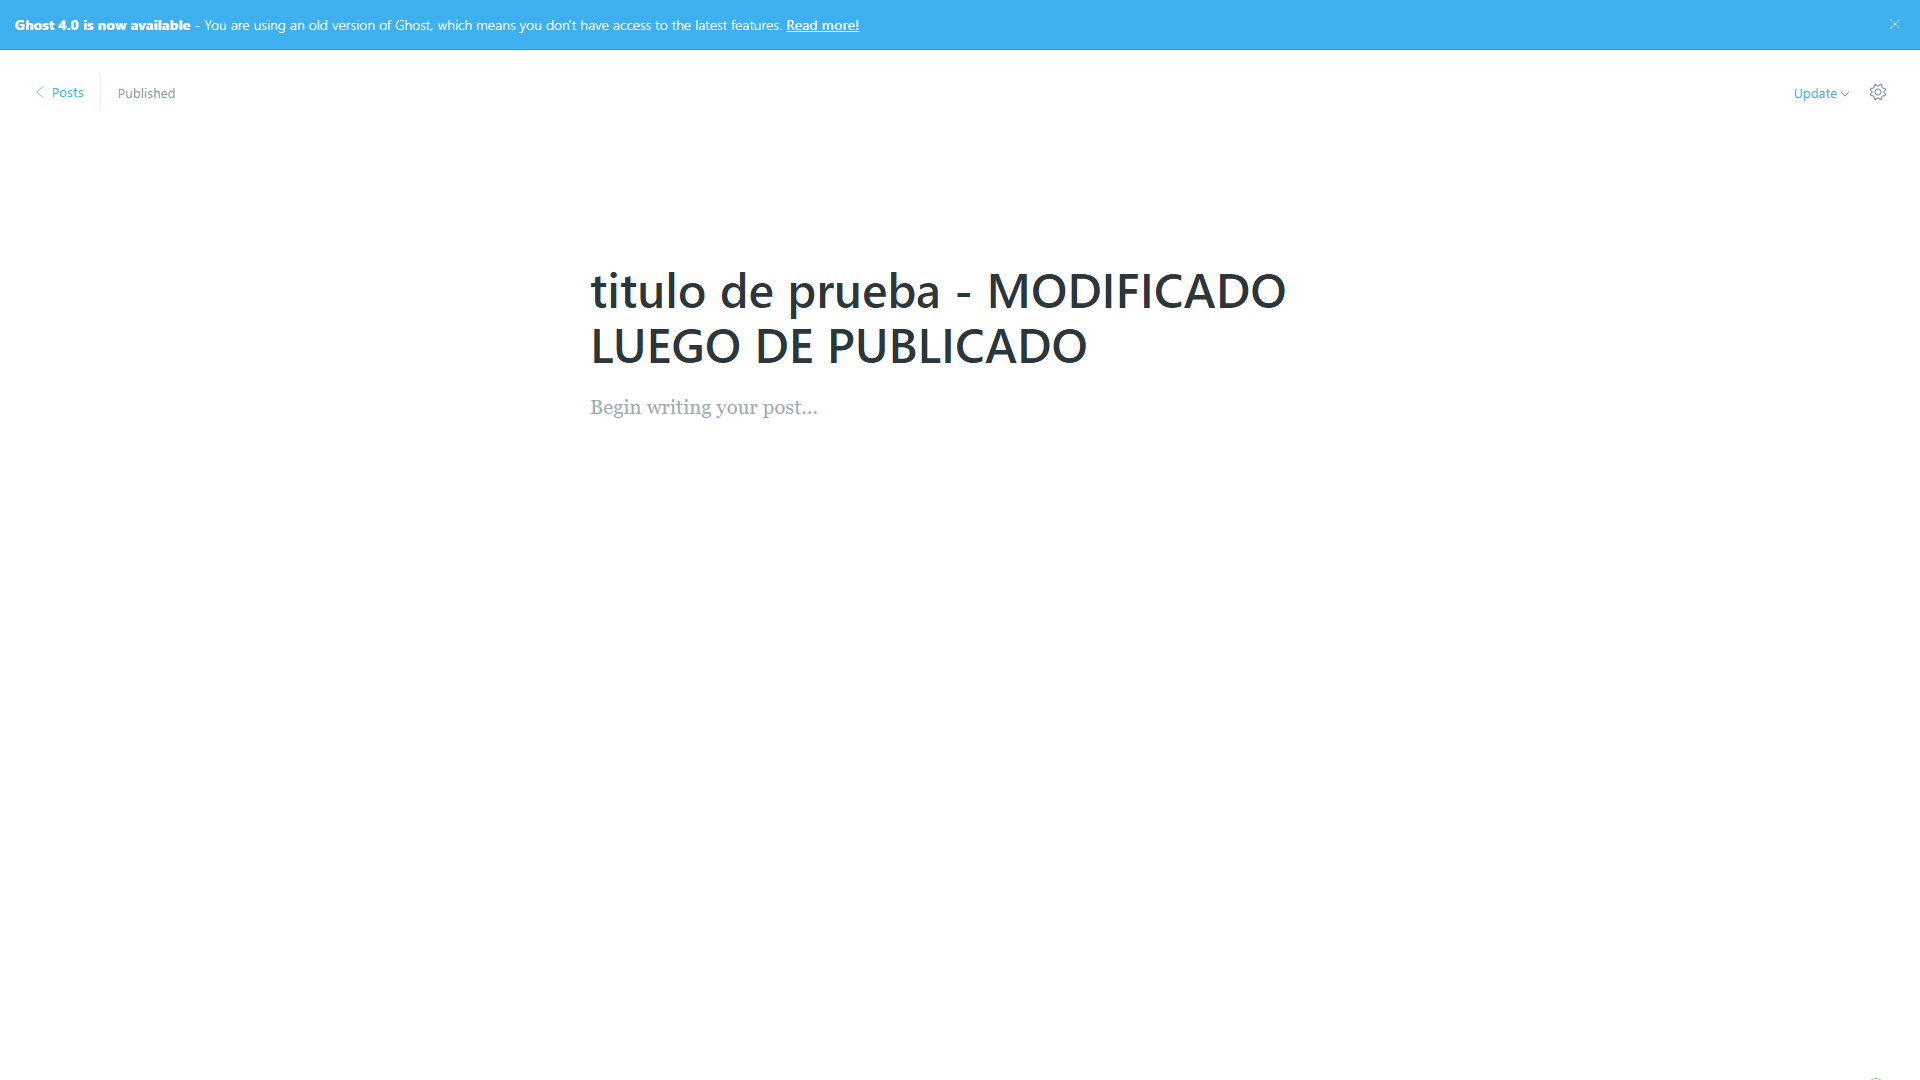 Ghost 4.0 is now available - You are using an old version of Ghost, which means you don't have access to the latest features. Read more!
Posts
Published
Update
titulo de prueba - MODIFICADO
LUEGO DE PUBLICADO
Begin writing your post...